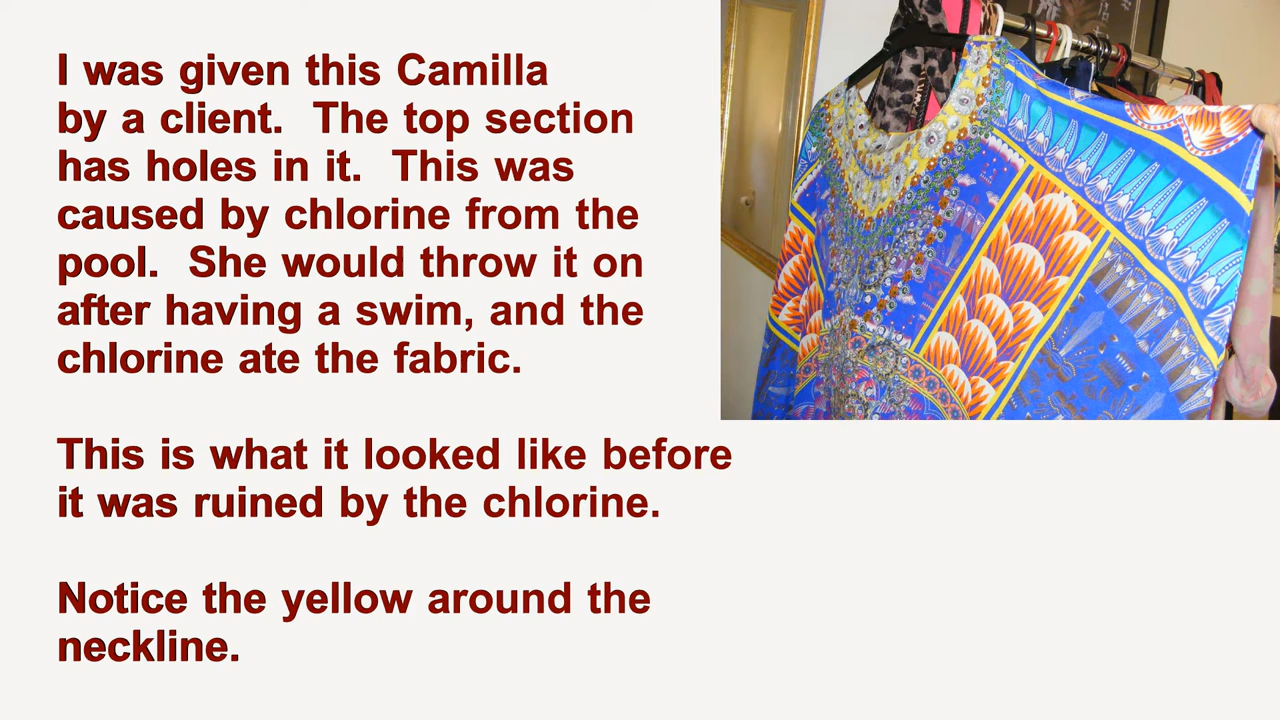 I was given this Camilla
by a client.  The top section
has holes in it.  This was
caused by chlorine from the
pool.  She would throw it on
after having a swim, and the
chlorine ate the fabric.
This is what it looked like before
it was ruined by the chlorine.
Notice the yellow around the
neckline.